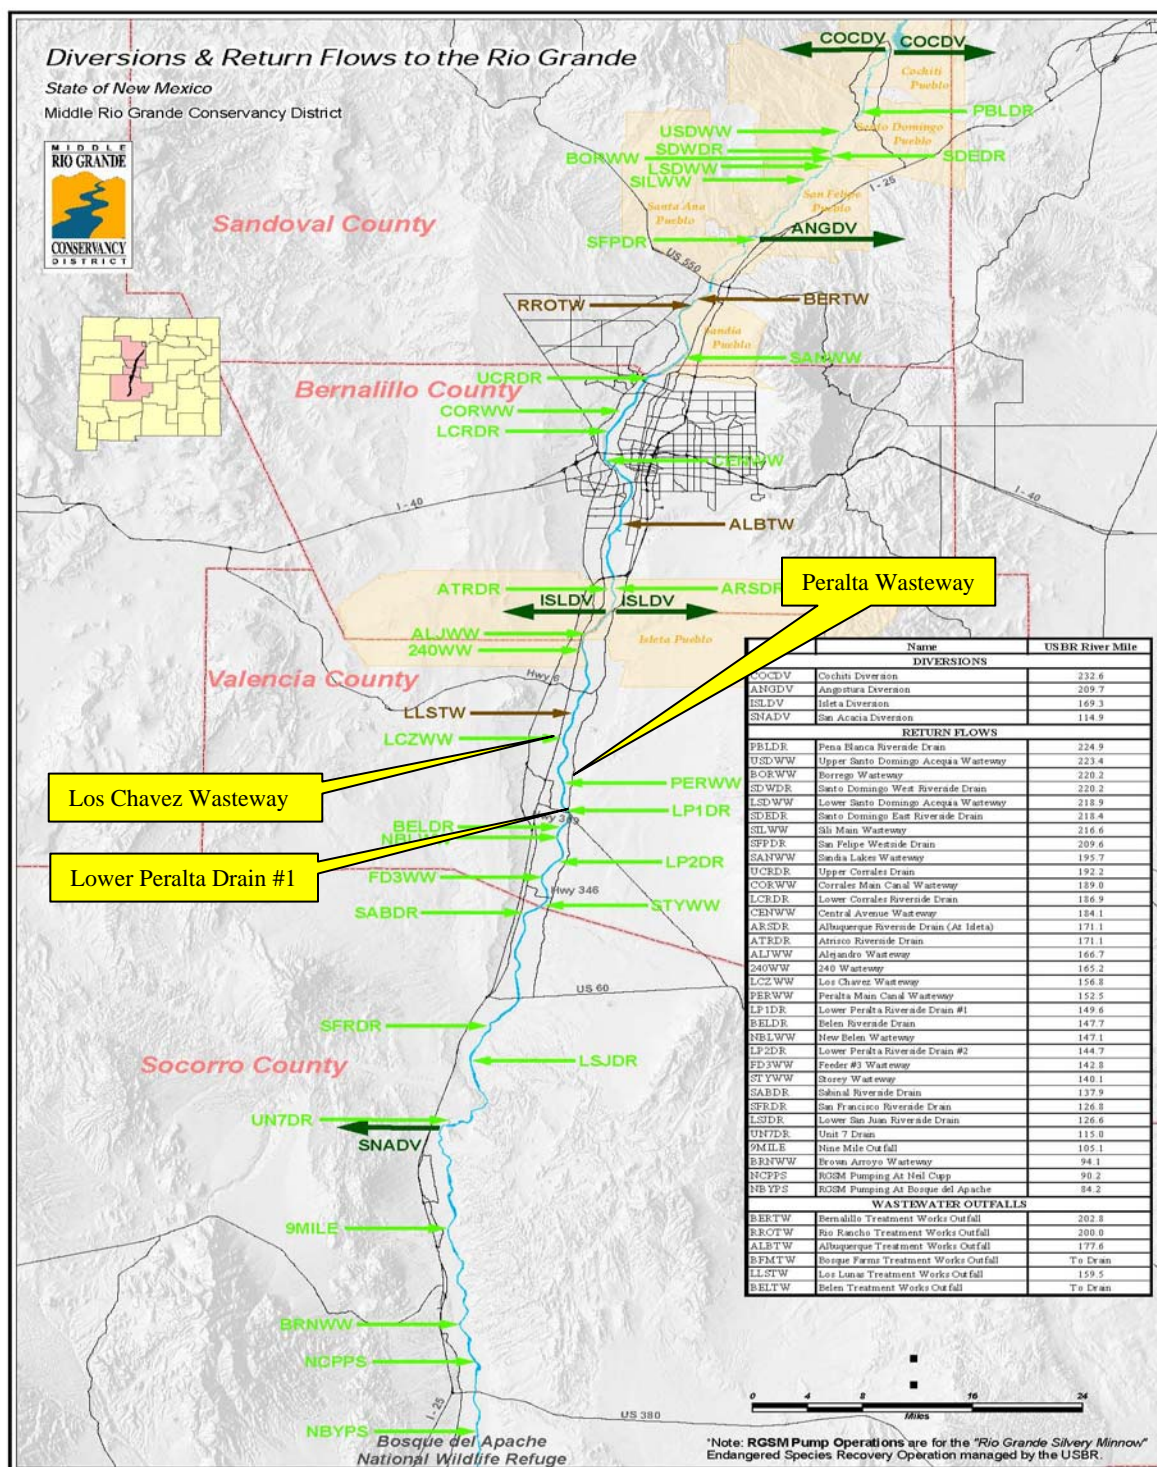 Diversions & Return Flows to the Rio Grande
State of New Mexico
Middle Rio Grande Conservancy District
MIDDLE
RIO GRANDE
CONSERVANCY
DISTRICT
COCDV
COCDV
Cochiti
Pueblo
PBLDR
Santo Domingo
Pueblo
USDWW
SDWDR
BORWW
SDEDR
LSDWW
SILWW
San Felipe
Pueblo
I - 25
Santa Ana
Pueblo
Sandoval County
ANGDV
SFPDR
US 550
RROTW
BERTW
Sandia
Pueblo
SANWW
UCRDR
Bernalillo County
CORWW
LCRDR
CENWW
I - 40
I - 40
ALBTW
Peralta Wasteway
ATRDR
ARSDR
ISLDV
ISLDV
ALJWW
Isleta Pueblo
240WW
Valencia County
Hwy 6
LLSTW
LCZWW
Los Chavez Wasteway
PERWW
LP1DR
Hwy 309
BELDR
NBLWW
Lower Peralta Drain #1
LP2DR
FD3WW
Hwy 346
STYWW
SABDR
US 60
SFRDR
Socorro County
LSJDR
UN7DR
SNADV
9MILE
BRNWW
NCPPS
I - 25
US 380
NBYPS
Bosque del Apache
National Wildlife Refuge
Name USBR River Mile
DIVERSIONS
COCDV Cochiti Diversion 232.6
ANGDV Angostura Diversion 209.7
ISLDV Isleta Diversion 169.3
SNADV San Acacia Diversion 114.9
RETURN FLOWS
PBLDR Pena Blanca Riverside Drain 224.9
USDWW Upper Santo Domingo Acequia Wasteway 223.4
BORWW Borrego Wasteway 220.2
SDWDR Santo Domingo West Riverside Drain 220.2
LSDWW Lower Santo Domingo Acequia Wasteway 218.9
SDEDR Santo Domingo East Riverside Drain 218.4
SILWW Sili Main Wasteway 216.6
SFPDR San Felipe Westside Drain 209.6
SANWW Sandia Lakes Wasteway 195.7
UCRDR Upper Corrales Drain 192.2
CORWW Corrales Main Canal Wasteway 189.0
LCRDR Lower Corrales Riverside Drain 186.9
CENWW Central Avenue Wasteway 184.1
ARSDR Albuquerque Riverside Drain (At Isleta) 171.1
ATRDR Atrisco Riverside Drain 171.1
ALJWW Alejandro Wasteway 166.7
240WW 240 Wasteway 165.2
LCZWW Los Chavez Wasteway 156.8
PERWW Peralta Main Canal Wasteway 152.5
LP1DR Lower Peralta Riverside Drain #1 149.6
BELDR Belen Riverside Drain 147.7
NBLWW New Belen Wasteway 147.1
LP2DR Lower Peralta Riverside Drain #2 144.7
FD3WW Feeder #3 Wasteway 142.8
STYWW Storey Wasteway 140.1
SABDR Sabinal Riverside Drain 137.9
SFRDR San Francisco Riverside Drain 126.8
LSJDR Lower San Juan Riverside Drain 126.6
UN7DR Unit 7 Drain 115.0
9MILE Nine Mile Outfall 105.1
BRNWW Brown Arroyo Wasteway 94.1
NCPPS RGSM Pumping At Neil Cupp 90.2
NBYPS RGSM Pumping At Bosque del Apache 84.2
WASTEWATER OUTFALLS
BERTW Bernalillo Treatment Works Outfall 202.8
RROTW Rio Rancho Treatment Works Outfall 200.0
ALBTW Albuquerque Treatment Works Outfall 177.6
BFMTW Bosque Farms Treatment Works Outfall To Drain
LLSTW Los Lunas Treatment Works Outfall 159.5
BELTW Belen Treatment Works Outfall To Drain
0 4 8 16 24
Miles
*Note: RGSM Pump Operations are for the "Rio Grande Silvery Minnow"
Endangered Species Recovery Operation managed by the USBR.